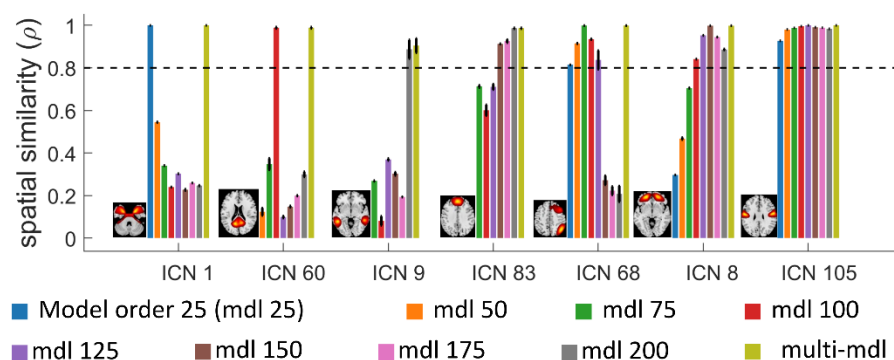 spatial similarity (ρ)
1
0.8
0.6
0.4
0.2
0
ICN 1 ICN 60 ICN 9 ICN 83 ICN 68 ICN 8 ICN 105
Model order 25 (mdl 25) mdl 50 mdl 75 mdl 100
mdl 125 mdl 150 mdl 175 mdl 200 multi-mdl